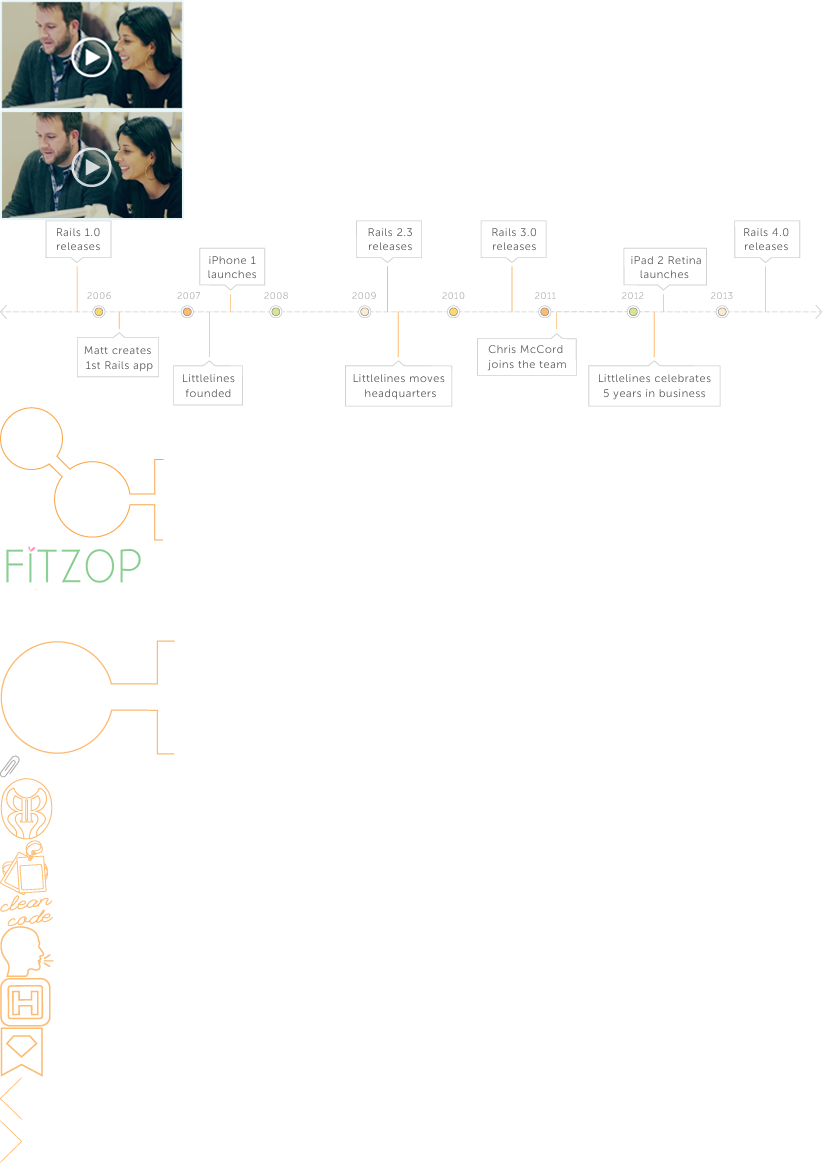 Rails 1.0
releases
Rails 2.3
releases
Rails 3.0
releases
Rails 4.0
releases
iPhone 1
launches
iPad 2 Retina
launches
2006
2007
2008
2009
2010
2011
2012
2013
Matt creates
1st Rails app
Chris McCord
joins the team
Littlelines
founded
Littlelines moves
headquarters
Littlelines celebrates
5 years in business
FiTZOP
clean
code
H